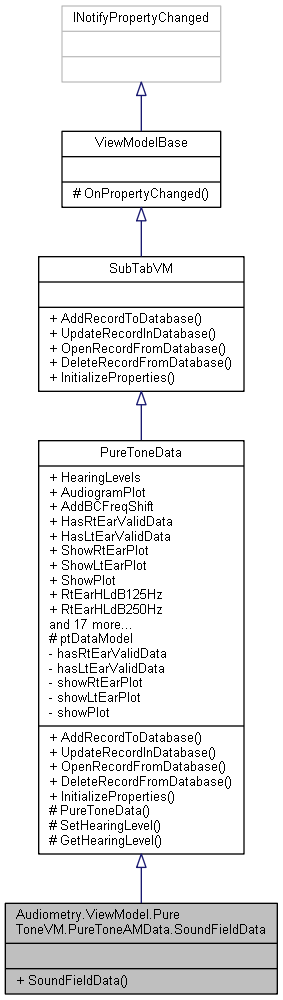 INotifyPropertyChanged
ViewModelBase
# OnPropertyChanged()
SubTabVM
+ AddRecordToDatabase()
+ UpdateRecordInDatabase()
+ OpenRecordFromDatabase()
+ DeleteRecordFromDatabase()
+ InitializeProperties()
PureToneData
+ HearingLevels
+ AudiogramPlot
+ AddBCFreqShift
+ HasRtEarValidData
+ HasLtEarValidData
+ ShowRtEarPlot
+ ShowLtEarPlot
+ ShowPlot
+ RtEarHLdB125Hz
+ RtEarHLdB250Hz
and 17 more...
# ptDataModel
- hasRtEarValidData
- hasLtEarValidData
- showRtEarPlot
- showLtEarPlot
- showPlot
+ AddRecordToDatabase()
+ UpdateRecordInDatabase()
+ OpenRecordFromDatabase()
+ DeleteRecordFromDatabase()
+ InitializeProperties()
# PureToneData()
# SetHearingLevel()
# GetHearingLevel()
Audiometry.ViewModel.Pure
ToneVM.PureToneAMData.SoundFieldData
+ SoundFieldData()